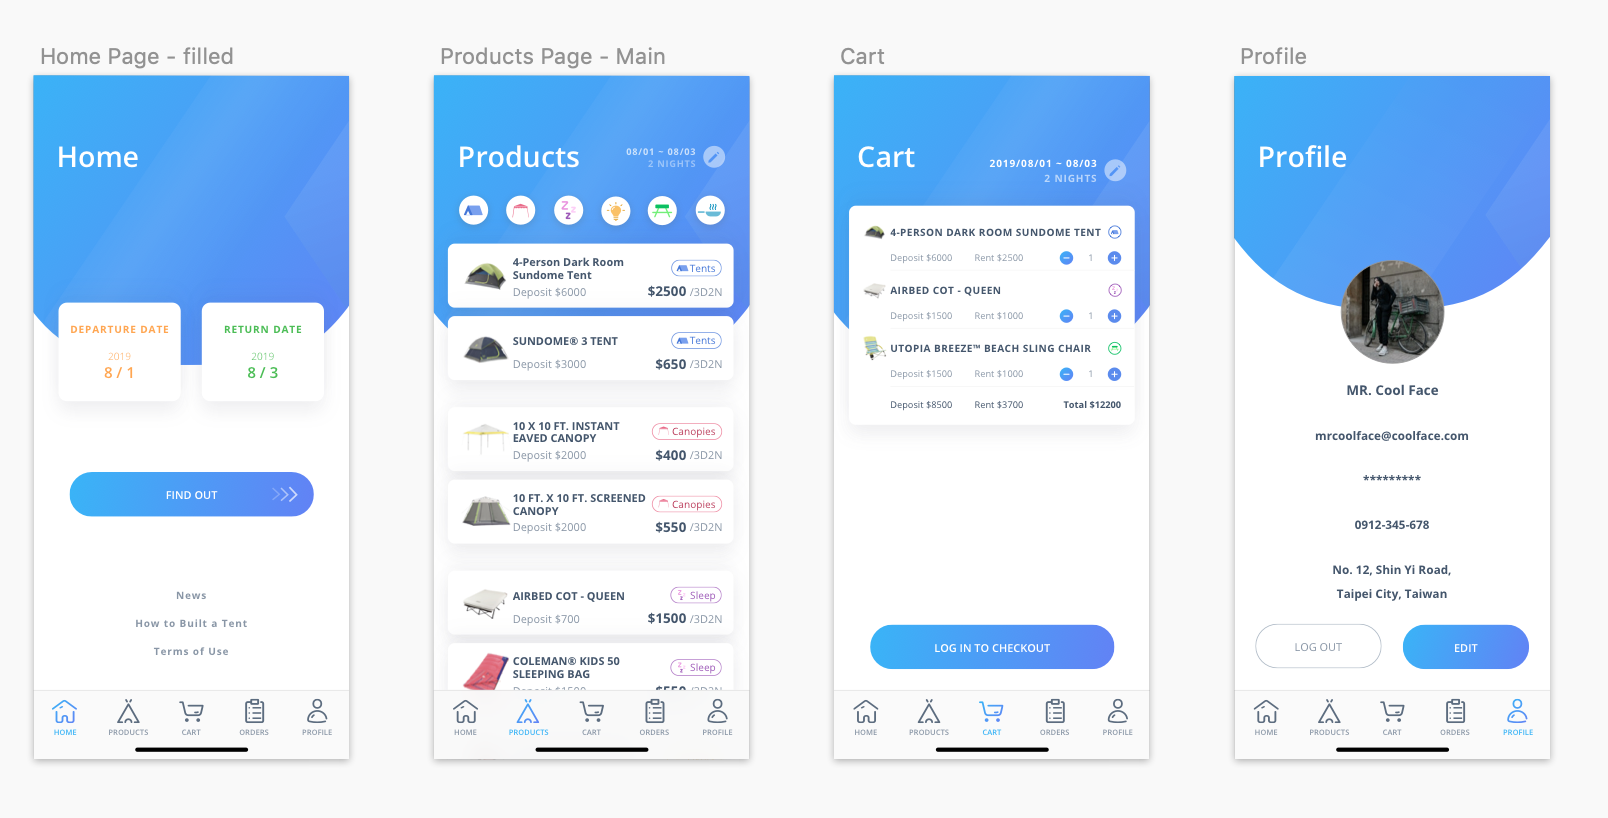 Home Page - filled
Home
DEPARTURE DATE
2019
8 / 1
RETURN DATE
2019
8 / 3
FIND OUT
News
How to Built a Tent
Terms of Use
HOME
PRODUCTS
CART
ORDERS
PROFILE
Products Page - Main
Products
08/01 ~ 08/03
2 NIGHTS
Z
z
z
4-Person Dark Room
Sundome Tent
Tents
Deposit $6000
$2500 /3D2N
SUNDOME® 3 TENT
Tents
Deposit $3000
$650 /3D2N
10 X 10 FT. INSTANT
EAVED CANOPY
Canopies
Deposit $2000
$400 /3D2N
10 FT. X 10 FT. SCREENED
CANOPY
Canopies
Deposit $2000
$550 /3D2N
AIRBED COT - QUEEN
Sleep
Deposit $700
$1500 /3D2N
COLEMAN® KIDS 50
SLEEPING BAG
Sleep
Deposit $1500
$550 /3D2N
HOME
PRODUCTS
CART
ORDERS
PROFILE
Cart
Cart
2019/08/01 ~ 08/03
2 NIGHTS
4-PERSON DARK ROOM SUNDOME TENT
Deposit $6000
Rent $2500
1
AIRBED COT - QUEEN
Deposit $1500
Rent $1000
1
UTOPIA BREEZE™ BEACH SLING CHAIR
Deposit $1500
Rent $1000
1
Deposit $8500
Rent $3700
Total $12200
LOG IN TO CHECKOUT
HOME
PRODUCTS
CART
ORDERS
PROFILE
Profile
Profile
MR. Cool Face
mrcoolface@coolface.com
*********
0912-345-678
No. 12, Shin Yi Road,
Taipei City, Taiwan
LOG OUT
EDIT
HOME
PRODUCTS
CART
ORDERS
PROFILE